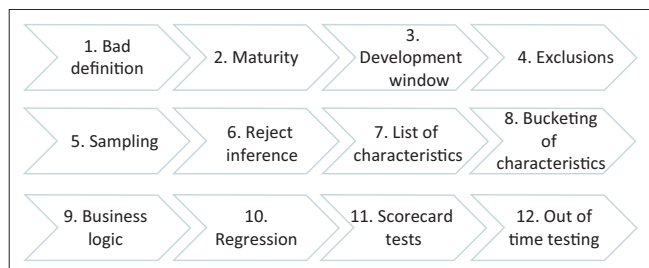 1. Bad
definition
2. Maturity
3.
Development
window
4. Exclusions
5. Sampling
6. Reject
inference
7. List of
characteristics
8. Bucketing
of
characteristics
9. Business
logic
10.
Regression
11. Scorecard
tests
12. Out of
time testing